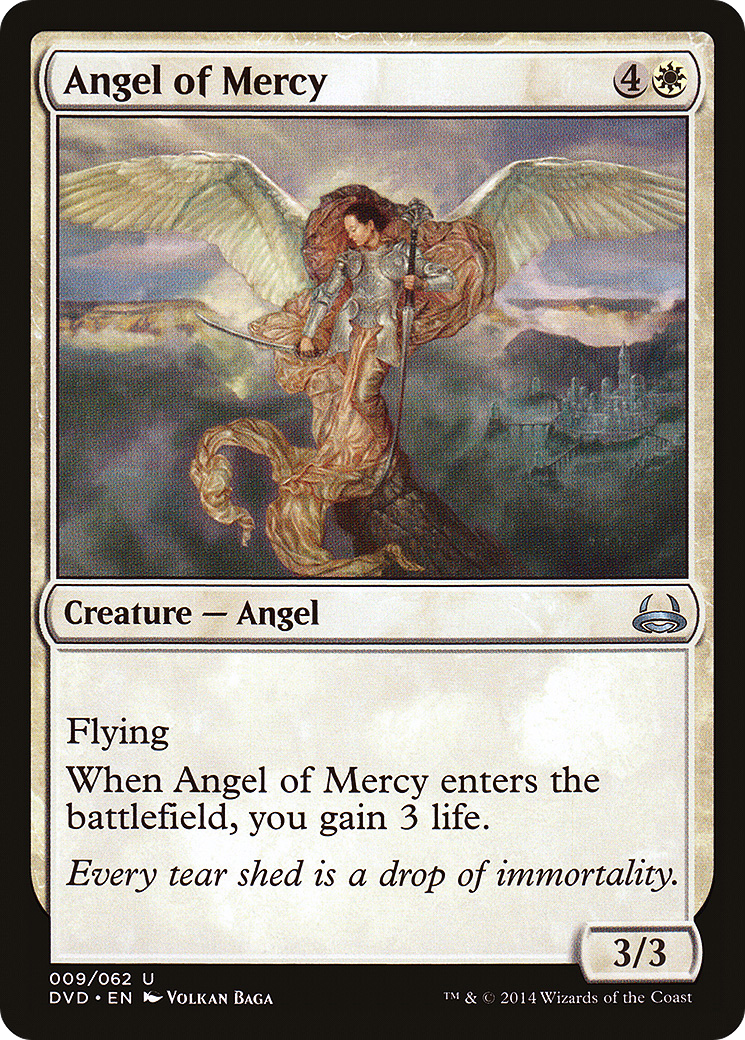 Angel of Mercy 4
Creature — Angel
Flying
When Angel of Mercy enters the
battlefield, you gain 3 life.
Every tear shed is a drop of immortality.
3/3
009/062 U
DVD • EN Volkan Baga
™ & © 2014 Wizards of the Coast